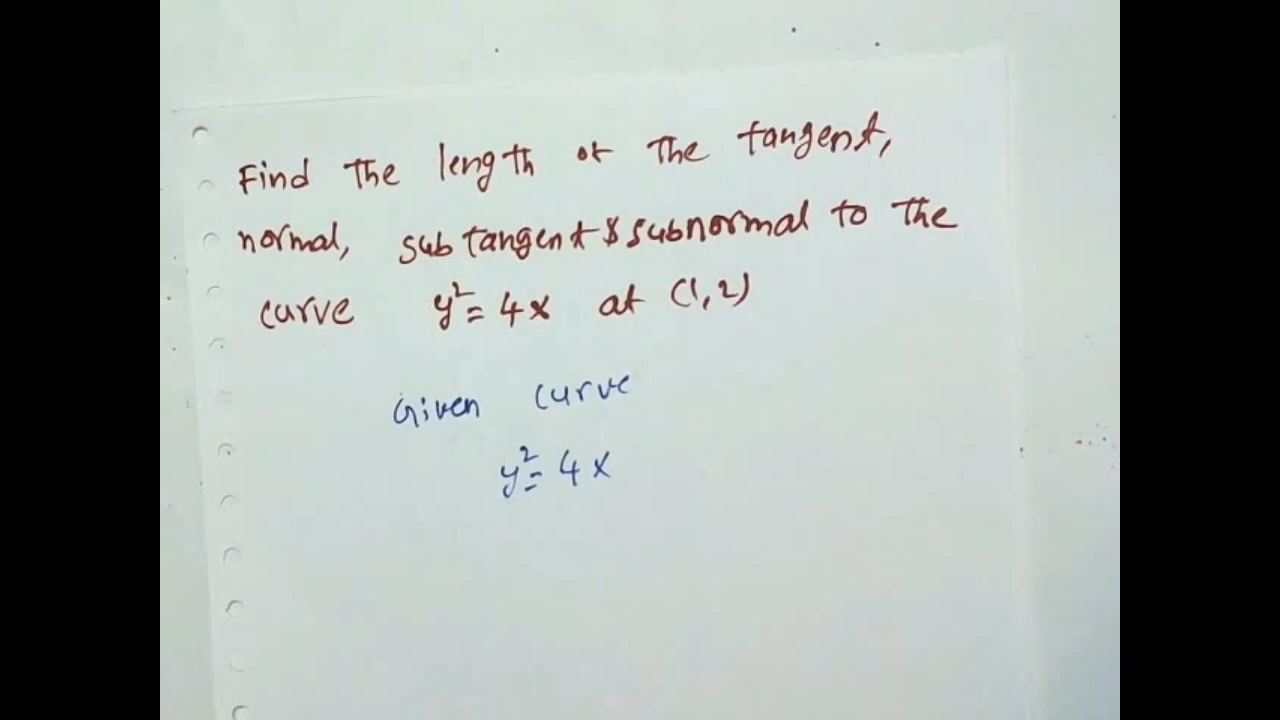 Find the length of the tangent,
normal, subtangent & subnormal to the
curve y² = 4x at (1,2)
Given curve
y² = 4x